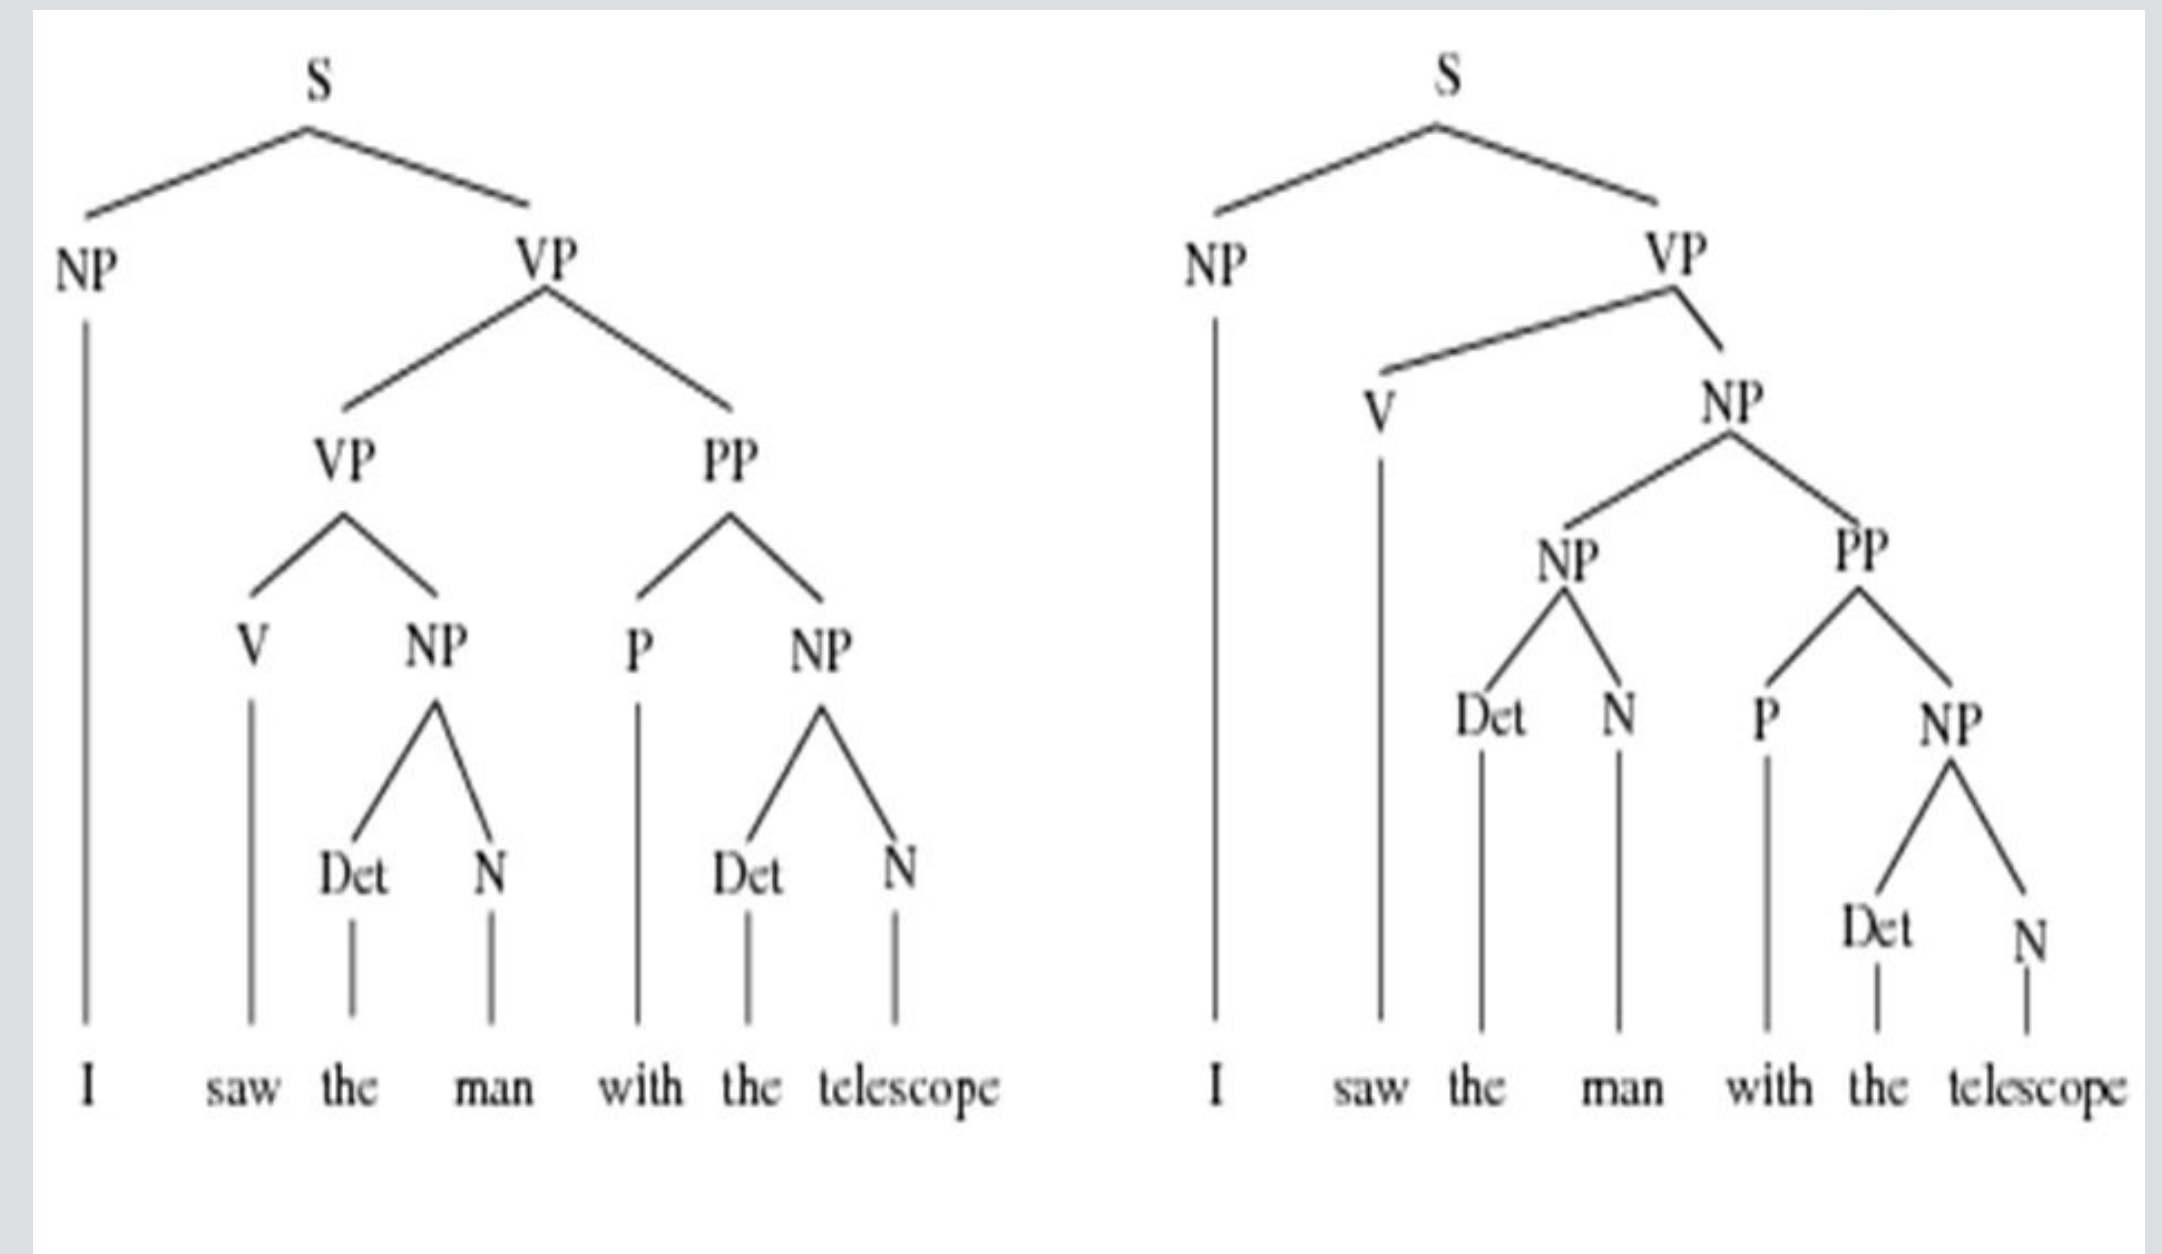 S S
NP VP NP VP
V NP
VP PP
NP PP
V NP P NP
Det N P NP
Det N Det N
Det N
I saw the man with the telescope I saw the man with the telescope